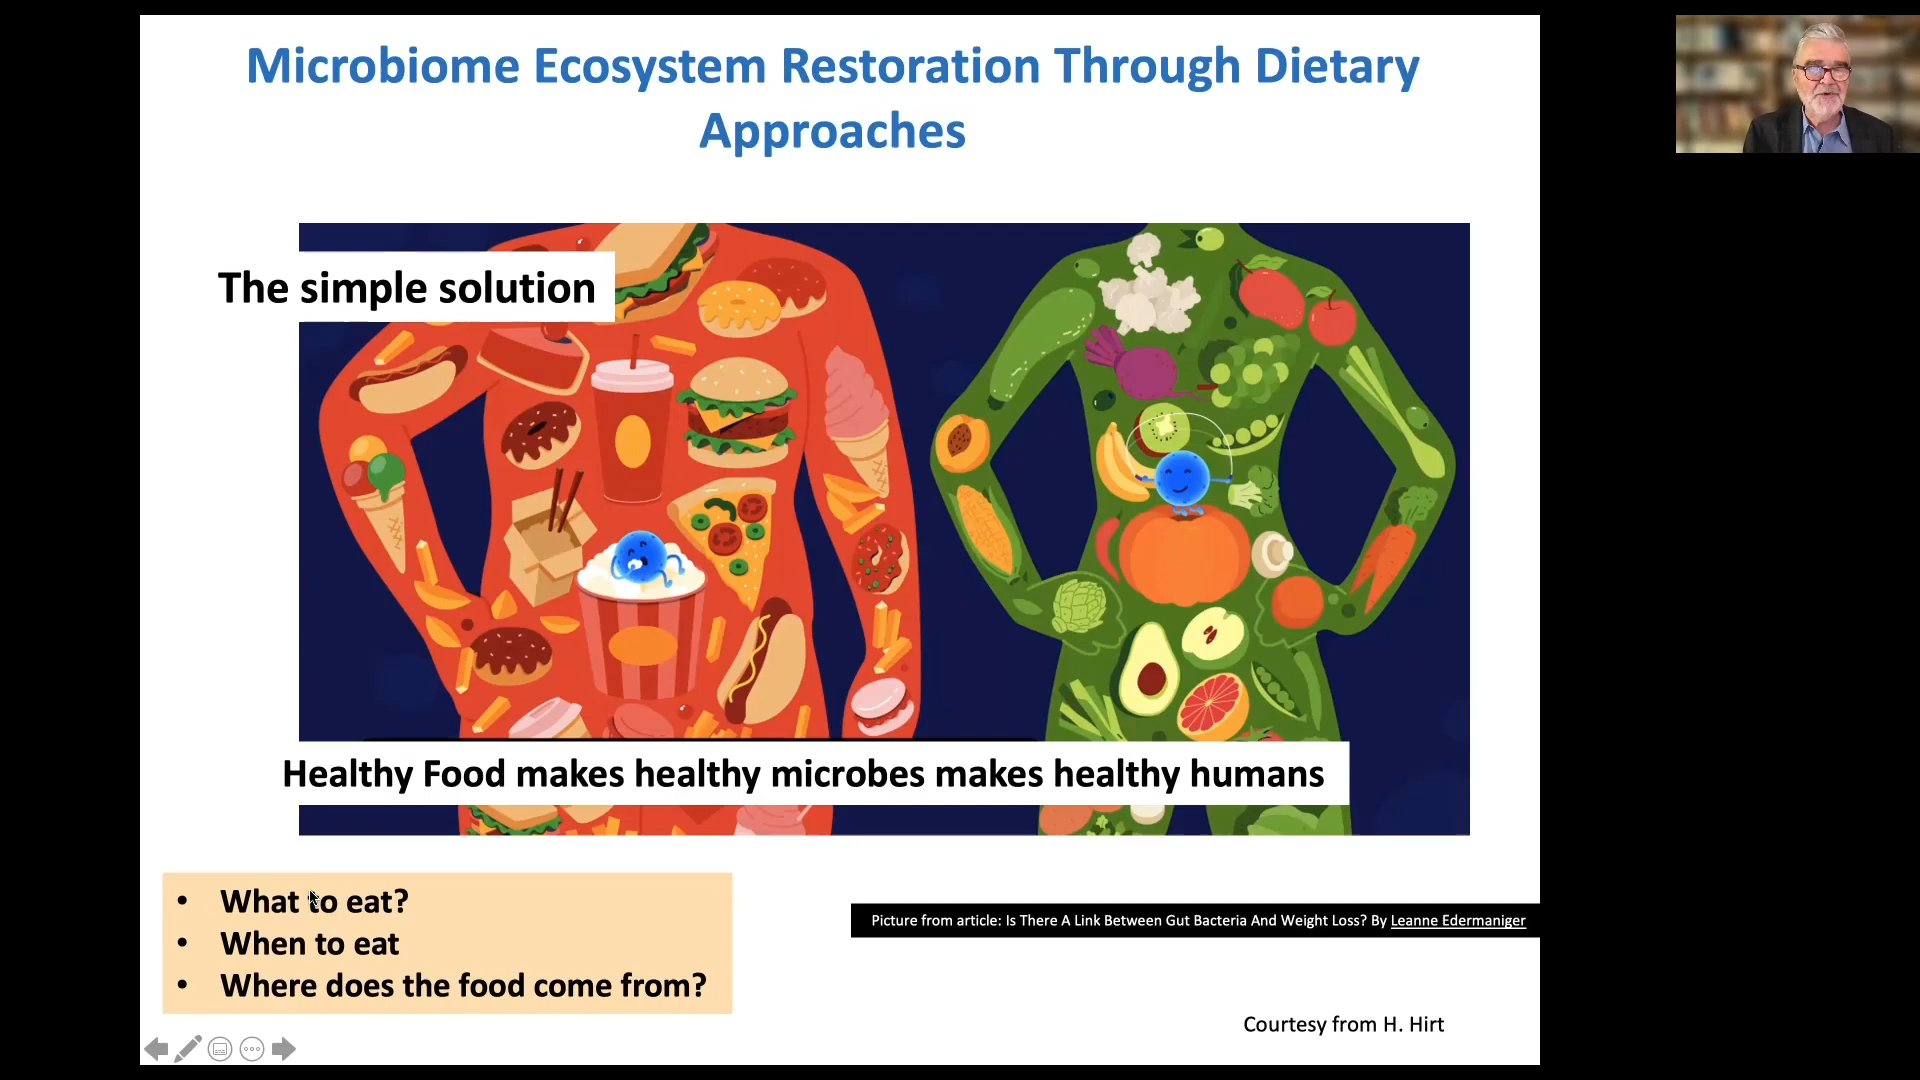 Microbiome Ecosystem Restoration Through Dietary
Approaches
The simple solution
Healthy Food makes healthy microbes makes healthy humans
• What to eat?
• When to eat
• Where does the food come from?
Picture from article: Is There A Link Between Gut Bacteria And Weight Loss? By Leanne Edermaniger
Courtesy from H. Hirt